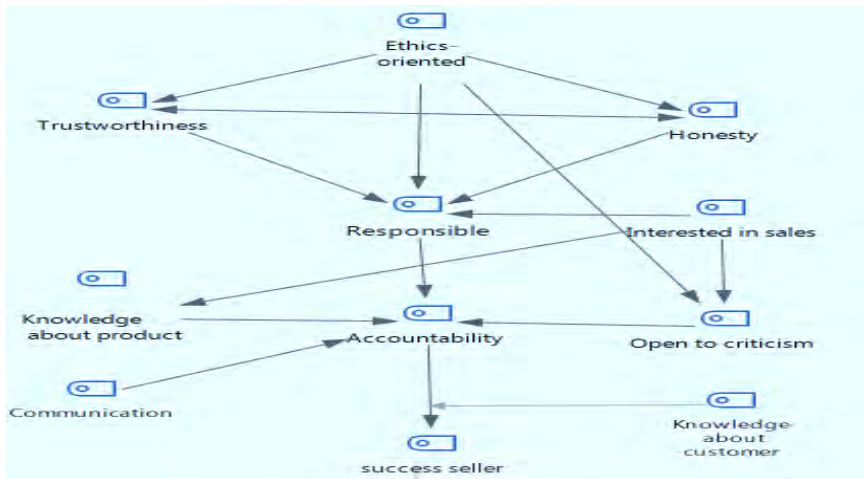 Ethics-
oriented
Trustworthiness
Honesty
Responsible
Interested in sales
Knowledge
about product
Accountability
Open to criticism
Communication
Knowledge
about
customer
success seller